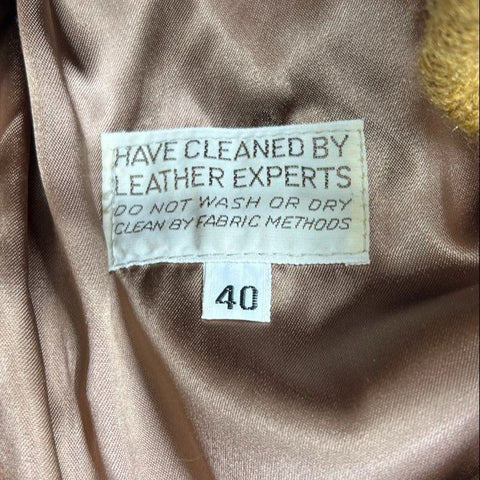 HAVE CLEANED BY
LEATHER EXPERTS
DO NOT WASH OR DRY
CLEAN BY FABRIC METHODS
40